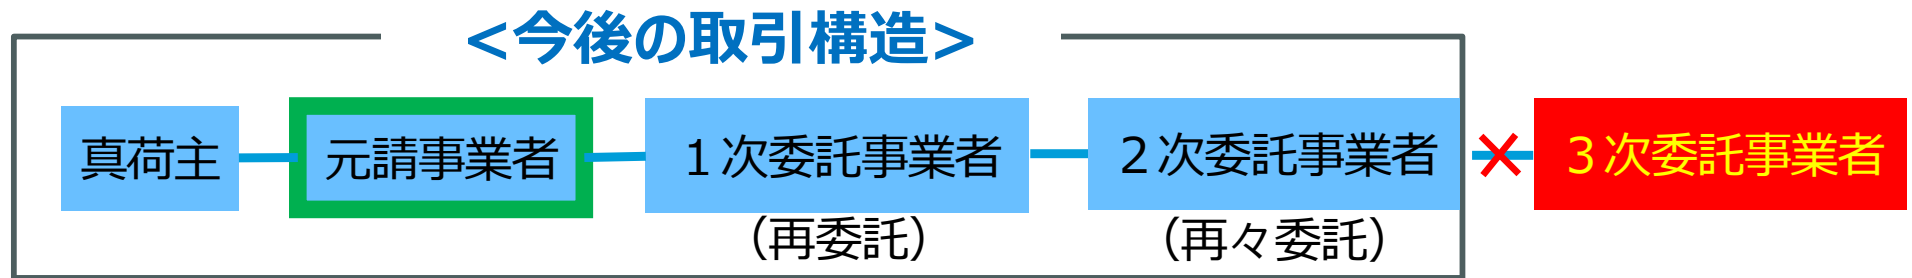 <今後の取引構造>
真荷主
元請事業者
１次委託事業者
（再委託）
２次委託事業者
（再々委託）
×
３次委託事業者